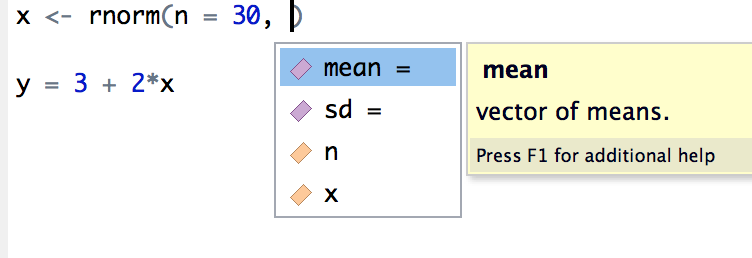 x <- rnorm(n = 30, )
y = 3 + 2*x
mean =
sd =
n
x
mean
vector of means.
Press F1 for additional help